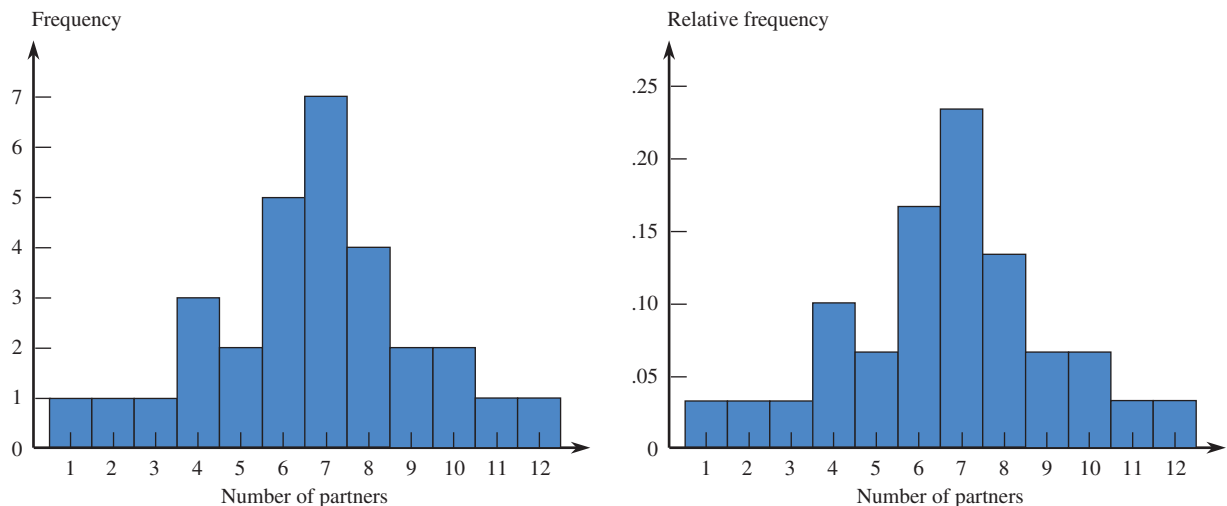 Frequency
7
6
5
4
3
2
1
0
1 2 3 4 5 6 7 8 9 10 11 12
Number of partners
Relative frequency
.25
.20
.15
.10
.05
0
1 2 3 4 5 6 7 8 9 10 11 12
Number of partners